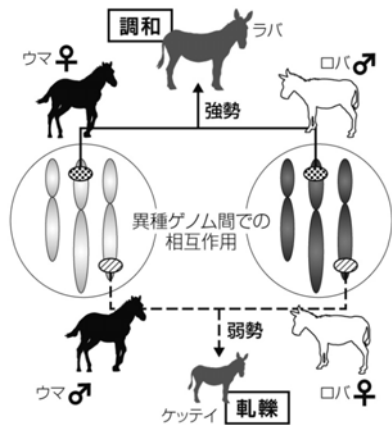 調和
ラバ
ウマ♀
ロバ♂
強勢
異種ゲノム間での
相互作用
弱勢
ウマ♂
ロバ♀
ケッテイ
軋轢